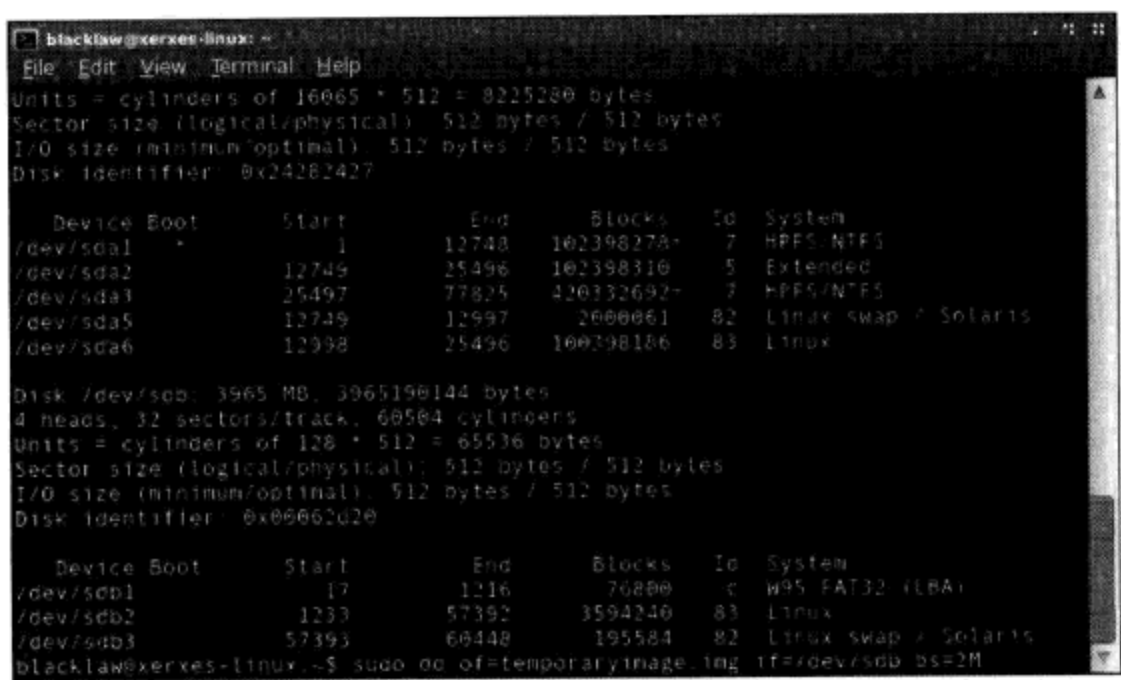 blacklaw@xerxes-linux: ~
File Edit View Terminal Help
Units = cylinders of 16065 * 512 = 8225280 bytes
Sector size (logical/physical): 512 bytes / 512 bytes
I/O size (minimum/optimal): 512 bytes / 512 bytes
Disk identifier: 0x24282427
Device Boot Start End Blocks Id System
/dev/sda1 * 1 12748 102398278+ 7 HPFS/NTFS
/dev/sda2 12749 25496 102398310 5 Extended
/dev/sda3 25497 77825 420332692+ 7 HPFS/NTFS
/dev/sda5 12749 12997 2000061 82 Linux swap / Solaris
/dev/sda6 12998 25496 100398186 83 Linux
Disk /dev/sdb: 3965 MB, 3965190144 bytes
4 heads, 32 sectors/track, 60504 cylinders
Units = cylinders of 128 * 512 = 65536 bytes
Sector size (logical/physical): 512 bytes / 512 bytes
I/O size (minimum/optimal): 512 bytes / 512 bytes
Disk identifier: 0x00062d20
Device Boot Start End Blocks Id System
/dev/sdb1 17 1216 76800 c W95 FAT32 (LBA)
/dev/sdb2 1233 57392 3594240 83 Linux
/dev/sdb3 57393 60448 195584 82 Linux swap / Solaris
blacklaw@xerxes-linux:~$ sudo dd of=temporaryimage.img if=/dev/sdb bs=2M